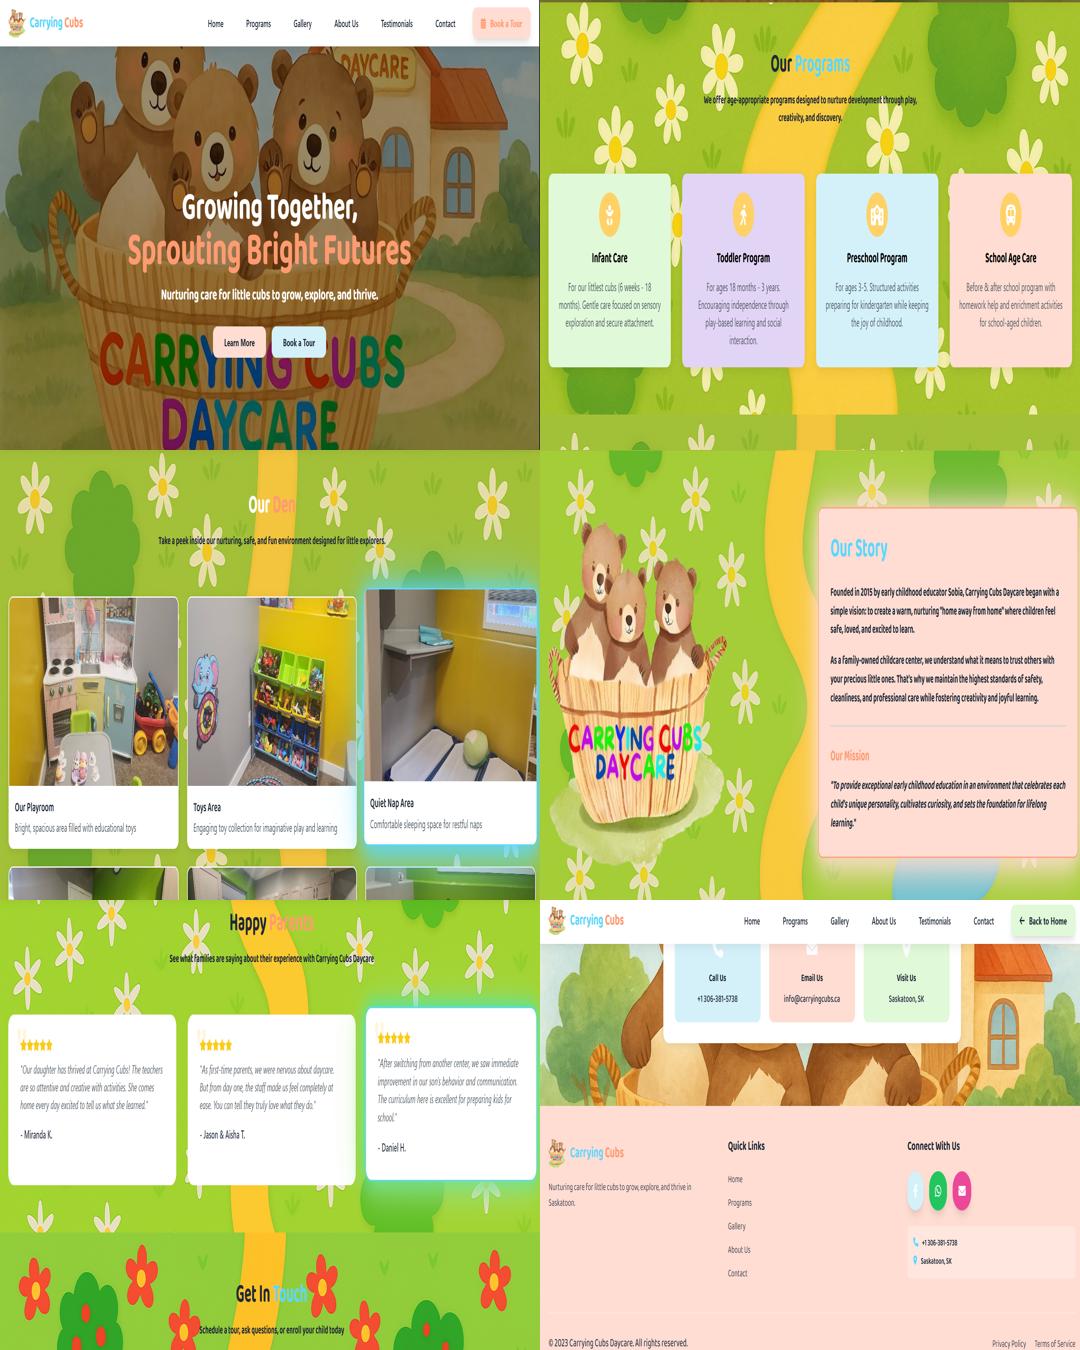 Carrying Cubs
Home
Programs
Gallery
About Us
Testimonials
Contact
Book a Tour
DAYCARE
Growing Together,
Sprouting Bright Futures
Nurturing care for little cubs to grow, explore, and thrive.
Learn More
Book a Tour
CARRYING CUBS
DAYCARE
Our Programs
We offer age-appropriate programs designed to nurture development through play,
creativity, and discovery.
Infant Care
For our littlest cubs (6 weeks - 18
months). Gentle care focused on sensory
exploration and secure attachment.
Toddler Program
For ages 18 months - 3 years.
Encouraging independence through
play-based learning and social
interaction.
Preschool Program
For ages 3-5. Structured activities
preparing for kindergarten while keeping
the joy of childhood.
School Age Care
Before & after school program with
homework help and enrichment activities
for school-aged children.
Our Den
Take a peek inside our nurturing, safe, and fun environment designed for little explorers.
Our Playroom
Bright, spacious area filled with educational toys
Toys Area
Engaging toy collection for imaginative play and learning
Quiet Nap Area
Comfortable sleeping space for restful naps
CARRYING CUBS
DAYCARE
Our Story
Founded in 2015 by early childhood educator Sobia, Carrying Cubs Daycare began with a
simple vision: to create a warm, nurturing "home away from home" where children feel
safe, loved, and excited to learn.
As a family-owned childcare center, we understand what it means to trust others with
your precious little ones. That's why we maintain the highest standards of safety,
cleanliness, and professional care while fostering creativity and joyful learning.
Our Mission
"To provide exceptional early childhood education in an environment that celebrates each
child's unique personality, cultivates curiosity, and sets the foundation for lifelong
learning."
Happy Parents
See what families are saying about their experience with Carrying Cubs Daycare
"Our daughter has thrived at Carrying Cubs! The teachers
are so attentive and creative with activities. She comes
home every day excited to tell us what she learned."
- Miranda K.
"As first-time parents, we were nervous about daycare.
But from day one, the staff made us feel completely at
ease. You can tell they truly love what they do."
- Jason & Aisha T.
"After switching from another center, we saw immediate
improvement in our son's behavior and communication.
The curriculum here is excellent for preparing kids for
school."
- Daniel H.
Get In Touch
Schedule a tour, ask questions, or enroll your child today
Carrying Cubs
Home
Programs
Gallery
About Us
Testimonials
Contact
Back to Home
Call Us
+1 306-381-5738
Email Us
info@carryingcubs.ca
Visit Us
Saskatoon, SK
Carrying Cubs
Nurturing care for little cubs to grow, explore, and thrive in
Saskatoon.
Quick Links
Home
Programs
Gallery
About Us
Contact
Connect With Us
+1 306-381-5738
Saskatoon, SK
© 2023 Carrying Cubs Daycare. All rights reserved.
Privacy Policy
Terms of Service